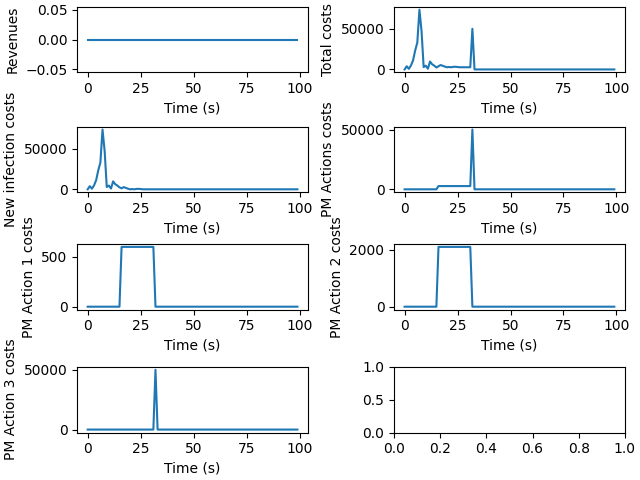 Revenues
0.05
0.00
−0.05
0 25 50 75 100
Time (s)
Total costs
50000
0
0 25 50 75 100
Time (s)
New infection costs
50000
0
0 25 50 75 100
Time (s)
PM Actions costs
50000
0
0 25 50 75 100
Time (s)
PM Action 1 costs
500
0
0 25 50 75 100
Time (s)
PM Action 2 costs
2000
0
0 25 50 75 100
Time (s)
PM Action 3 costs
50000
0
0 25 50 75 100
Time (s)
1.0
0.5
0.0
0.0 0.2 0.4 0.6 0.8 1.0